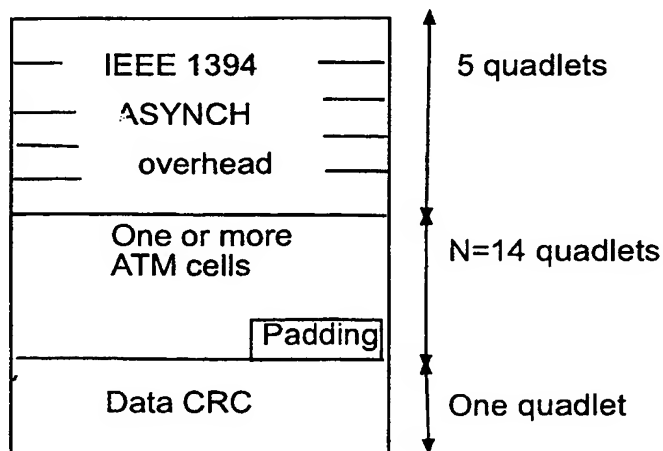 IEEE 1394
5 quadlets
ASYNCH
overhead
One or more
ATM cells
N=14 quadlets
Padding
Data CRC
One quadlet